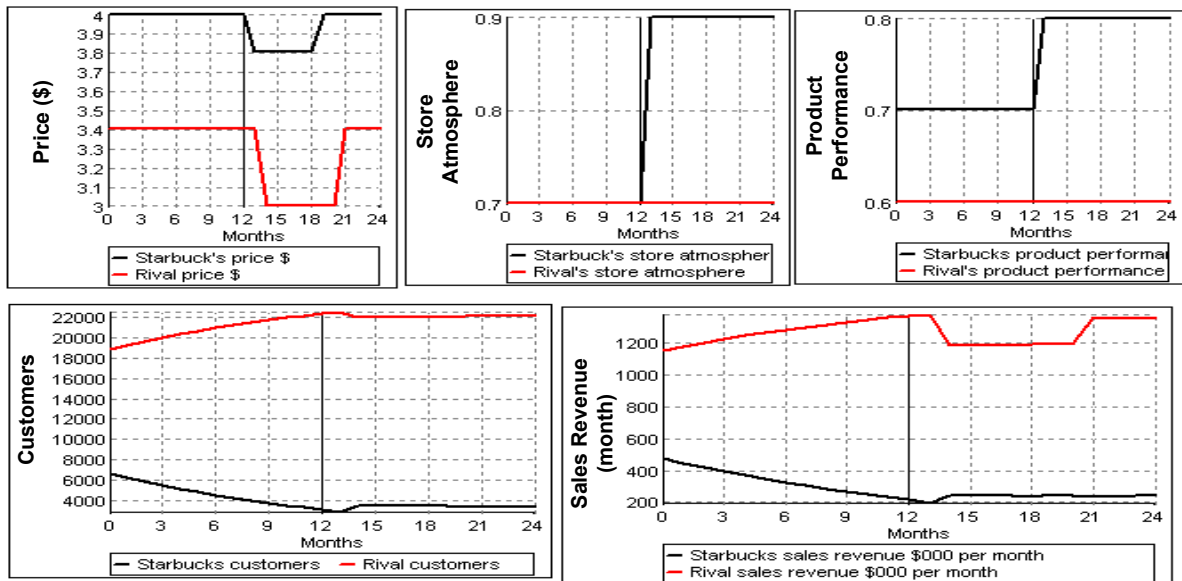 Price ($)
4
3.9
3.8
3.7
3.6
3.5
3.4
3.3
3.2
3.1
3
0 3 6 9 12 15 18 21 24
Months
Starbuck's price $
Rival price $
Store
Atmosphere
0.9
0.8
0.7
0 3 6 9 12 15 18 21 24
Months
Starbuck's store atmospher
Rival's store atmosphere
Product
Performance
0.8
0.7
0.6
0 3 6 9 12 15 18 21 24
Months
Starbucks product performa
Rival's product performance
Customers
22000
20000
18000
16000
14000
12000
10000
8000
6000
4000
0 3 6 9 12 15 18 21 24
Months
Starbucks customers Rival customers
Sales Revenue
(month)
1200
1000
800
600
400
200
0 3 6 9 12 15 18 21 24
Months
Starbucks sales revenue $000 per month
Rival sales revenue $000 per month